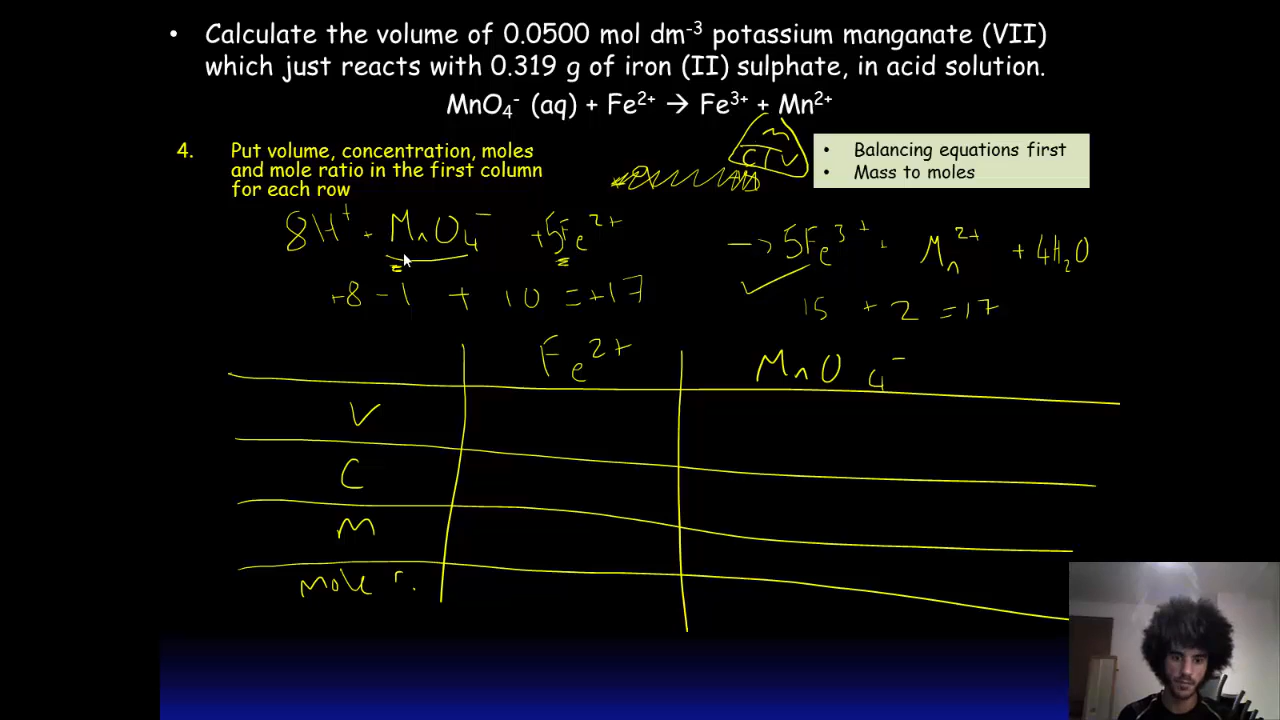 • Calculate the volume of 0.0500 mol dm-3 potassium manganate (VII)
which just reacts with 0.319 g of iron (II) sulphate, in acid solution.
MnO4- (aq) + Fe2+ → Fe3+ + Mn2+
4. Put volume, concentration, moles
and mole ratio in the first column
for each row
m
C | V
• Balancing equations first
• Mass to moles
8H+ + MnO4- + 5Fe2+ → 5Fe3+ + Mn2+ + 4H2O
+8 - 1 + 10 = +17
15 + 2 = 17
Fe2+ MnO4-
V
C
M
mole r.